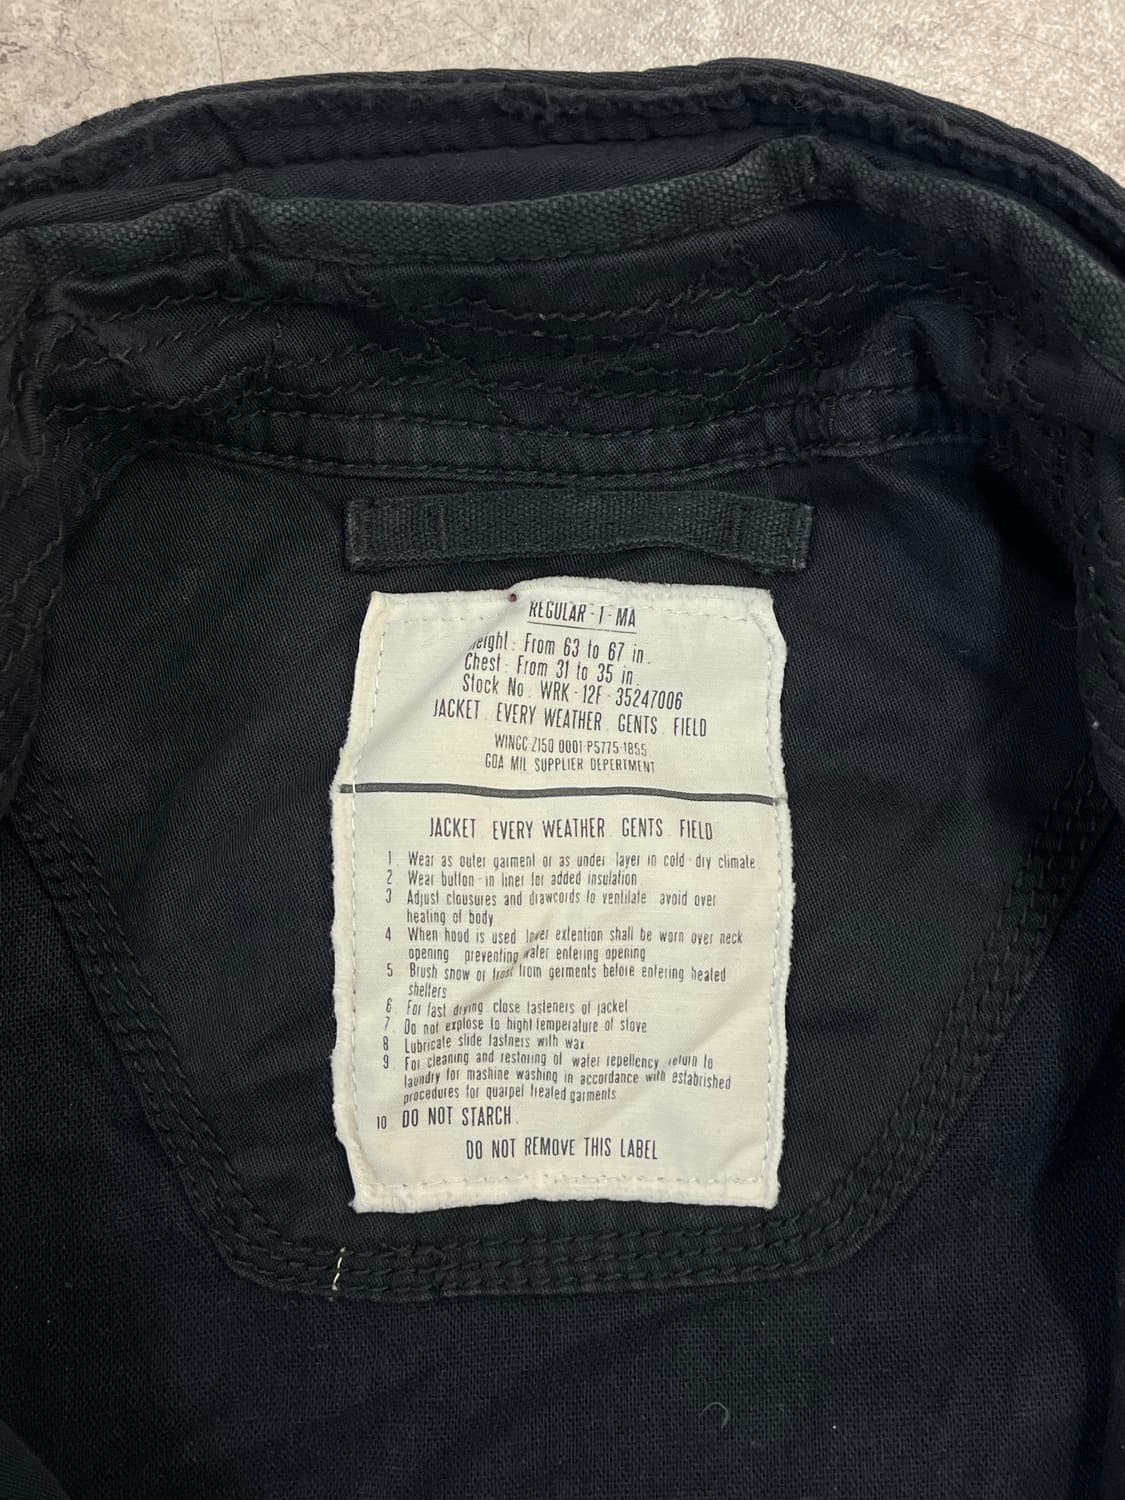 REGULAR - 1 - MA
Height : From 63 to 67 in.
Chest - From 31 to 35 in.
Stock No. WRK - 12F - 35247006
JACKET. EVERY WEATHER. GENTS. FIELD
WINGC-Z150 0001-P5775-1855
GOA MIL SUPPLIER DEPERTMENT
JACKET. EVERY WEATHER. GENTS. FIELD
1 Wear as outer garment or as under layer in cold-dry climate
2 Wear button-in liner for added insulation
3 Adjust clousures and drawcords to ventilate avoid over
heating of body
4 When hood is used lower extention shall be worn over neck
opening preventing water entering opening
5 Brush snow or frost from germents before entering heated
shelters
6 For fast drying close fasteners of jacket
7. Do not explose to hight temperature of stove
8 Lubricate slide fastners with wax
9 For cleaning and restoring of water repellency return to
laundry for mashine washing in accordance with estabrished
procedures for quarpel treated garments
10 DO NOT STARCH.
DO NOT REMOVE THIS LABEL